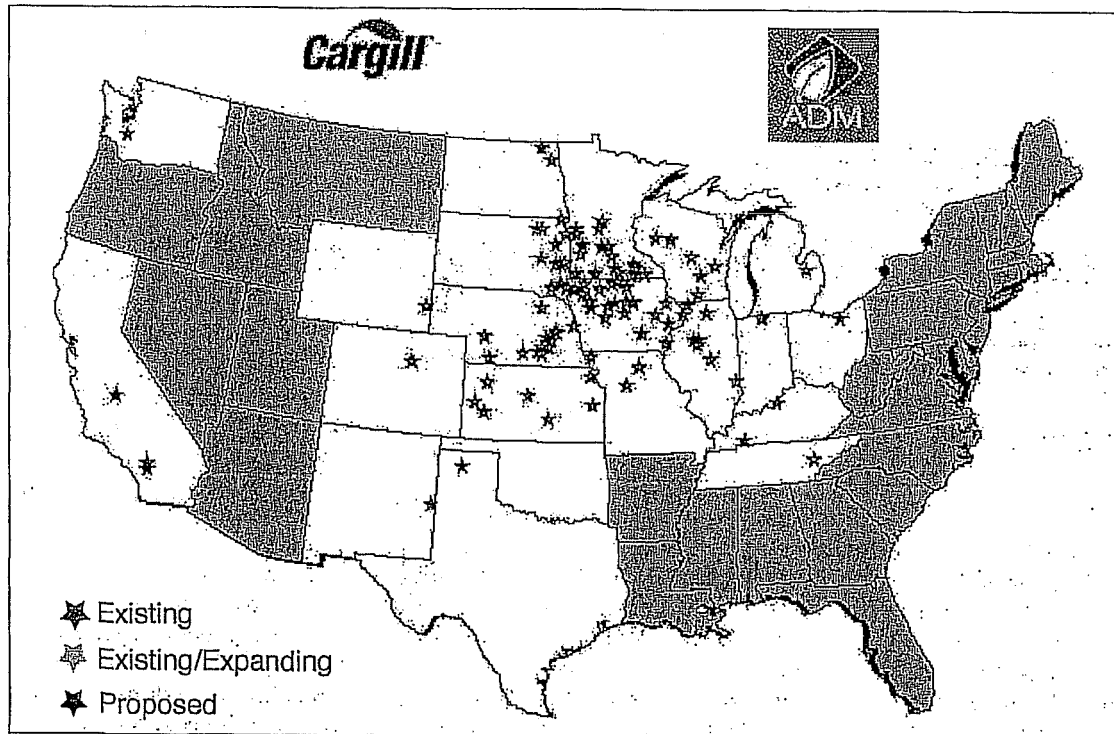 Cargill
ADM
Existing
Existing/Expanding
Proposed